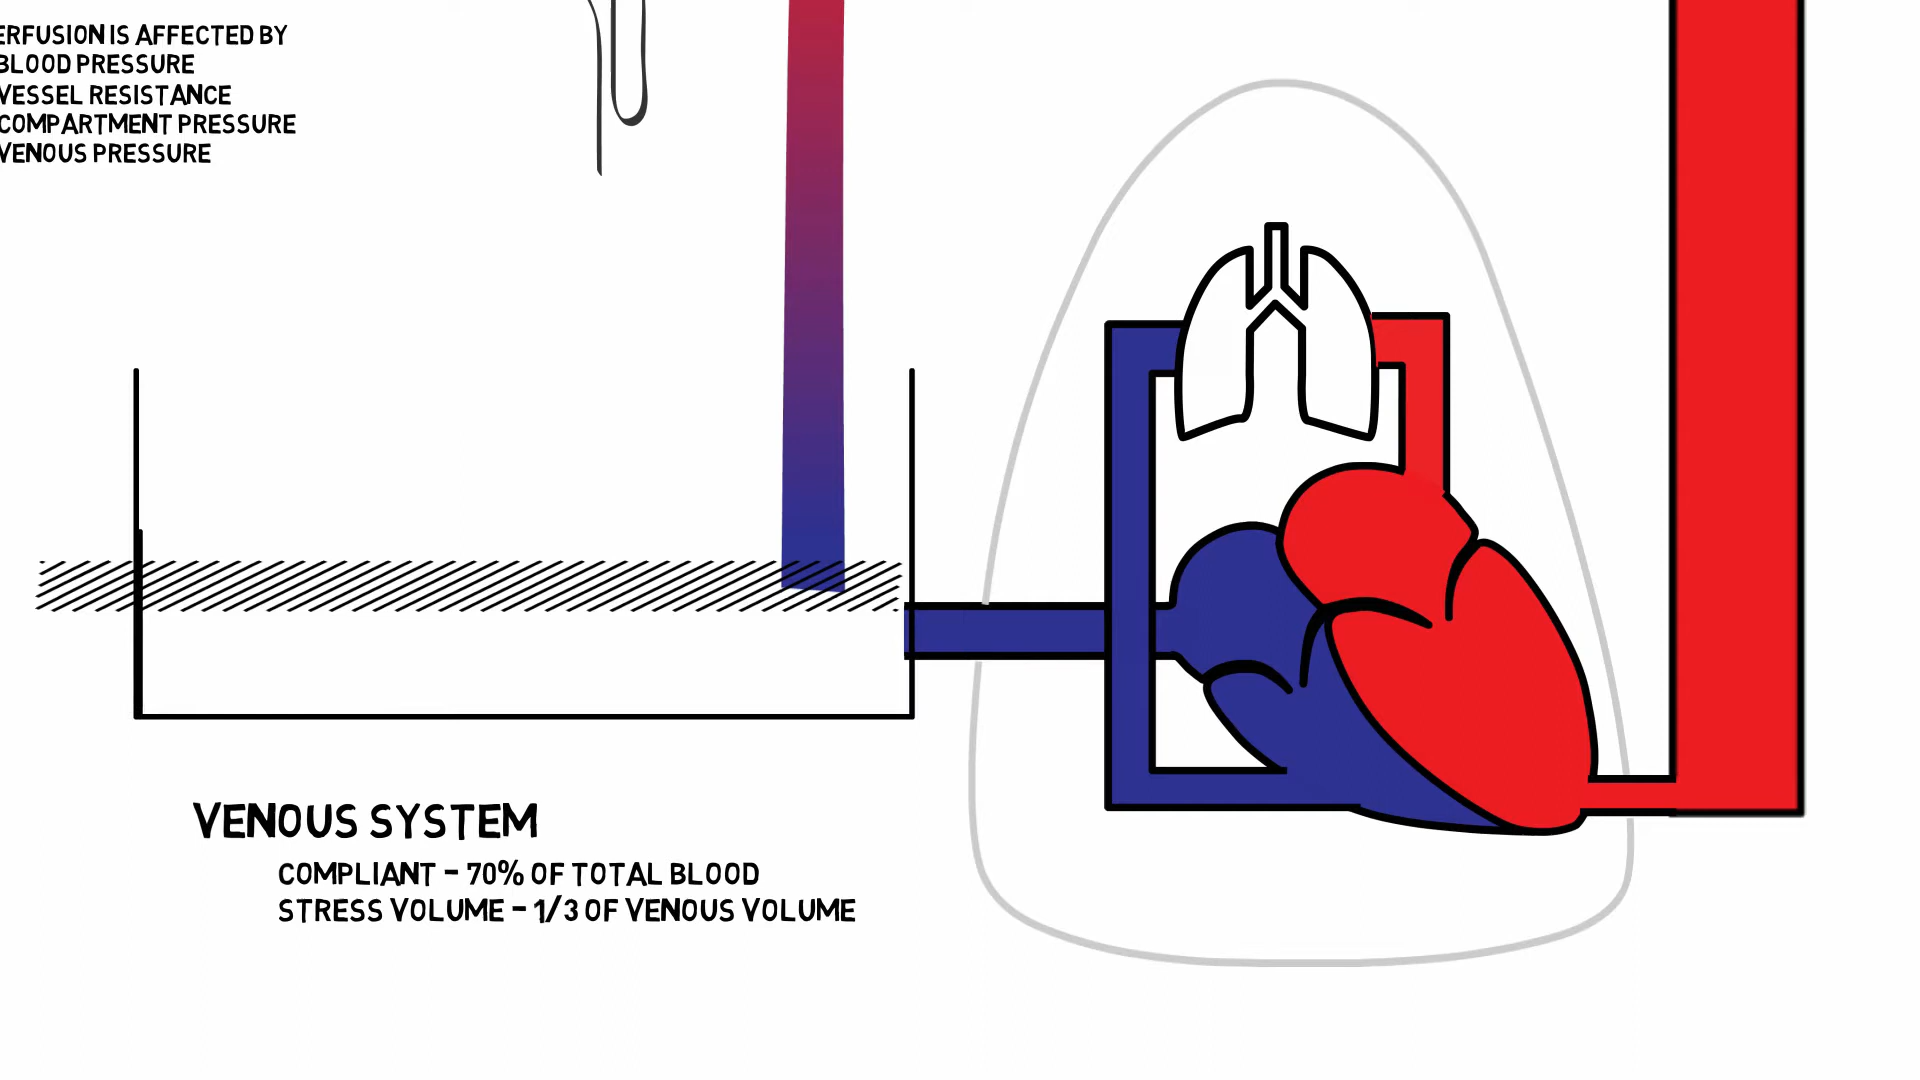 ERFUSION IS AFFECTED BY
BLOOD PRESSURE
VESSEL RESISTANCE
COMPARTMENT PRESSURE
VENOUS PRESSURE
VENOUS SYSTEM
COMPLIANT - 70% OF TOTAL BLOOD
STRESS VOLUME - 1/3 OF VENOUS VOLUME